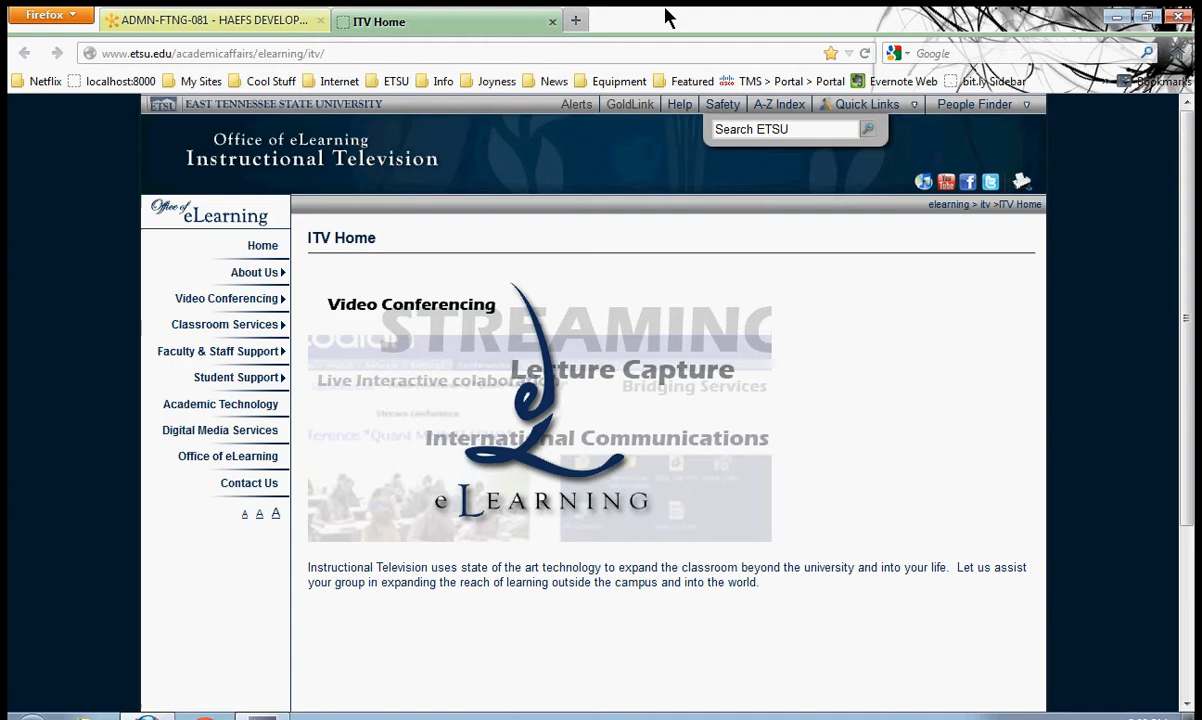 Firefox
ADMN-FTNG-081 - HAEFS DEVELOP...
ITV Home
www.etsu.edu/academicaffairs/elearning/itv/
Google
Netflix localhost:8000 My Sites Cool Stuff Internet ETSU Info Joyness News Equipment Featured TMS > Portal > Portal Evernote Web bit.ly Sidebar Bookmarks
ETSU EAST TENNESSEE STATE UNIVERSITY
Alerts GoldLink Help Safety A-Z Index Quick Links People Finder
Search ETSU
Office of eLearning
Instructional Television
You Tube
elearning > itv >ITV Home
Office of eLearning
Home
About Us
Video Conferencing
Classroom Services
Faculty & Staff Support
Student Support
Academic Technology
Digital Media Services
Office of eLearning
Contact Us
A A A
ITV Home
Video Conferencing
STREAMING
Lecture Capture
Live Interactive colaboration
Bridging Services
International Communications
eLEARNING
Instructional Television uses state of the art technology to expand the classroom beyond the university and into your life. Let us assist
your group in expanding the reach of learning outside the campus and into the world.